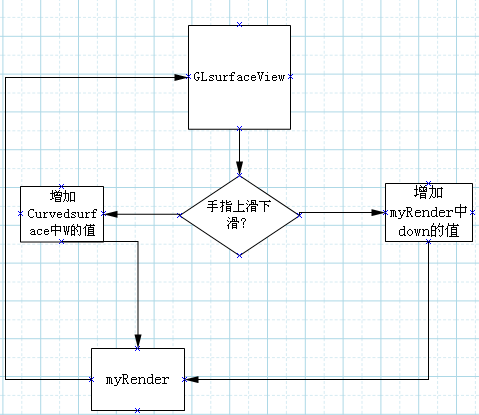 GLsurfaceView
手指上滑下
滑?
增加
Curvedsurf
ace中W的值
增加
myRender中
down的值
myRender